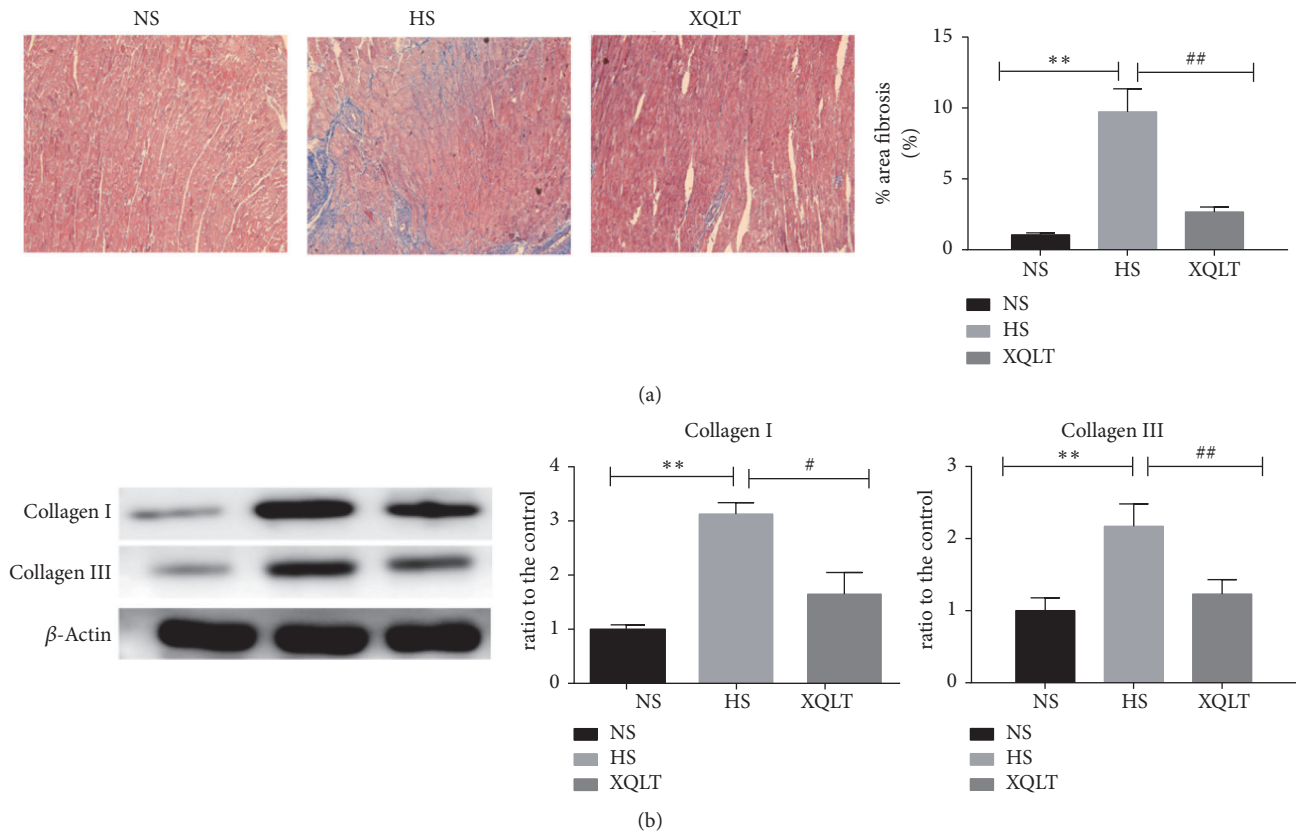 NS
HS
XQLT
% area fibrosis
(%)
15
10
5
0
**
##
NS
HS
XQLT
NS
HS
XQLT
(a)
Collagen I
Collagen III
β-Actin
Collagen I
ratio to the control
4
3
2
1
0
**
#
NS
HS
XQLT
NS
HS
XQLT
Collagen III
ratio to the control
3
2
1
0
**
##
NS
HS
XQLT
NS
HS
XQLT
(b)